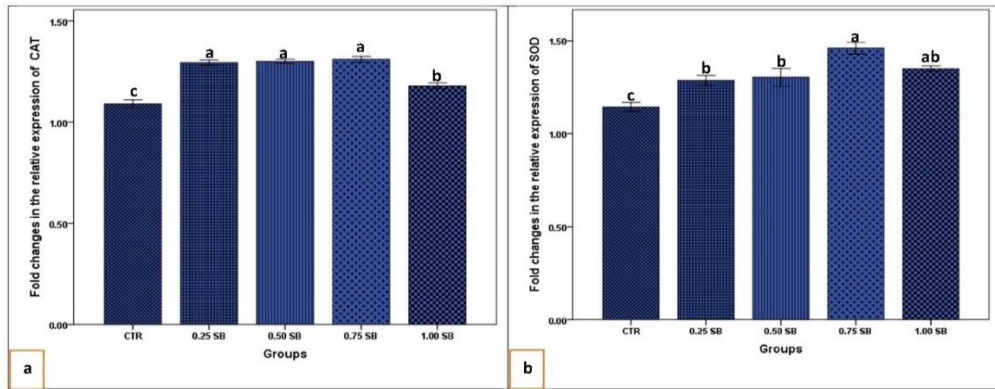 Fold changes in the relative expression of CAT
1.50
1.00
0.50
0.00
c
a
a
a
b
CTR
0.25 SB
0.50 SB
0.75 SB
1.00 SB
Groups
a
Fold changes in the relative expression of SOD
1.50
1.00
0.50
0.00
c
b
b
a
ab
CTR
0.25 SB
0.50 SB
0.75 SB
1.00 SB
Groups
b